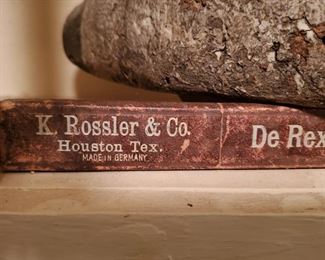 K. Rossler & Co.
Houston Tex.
MADE IN GERMANY
De Rex